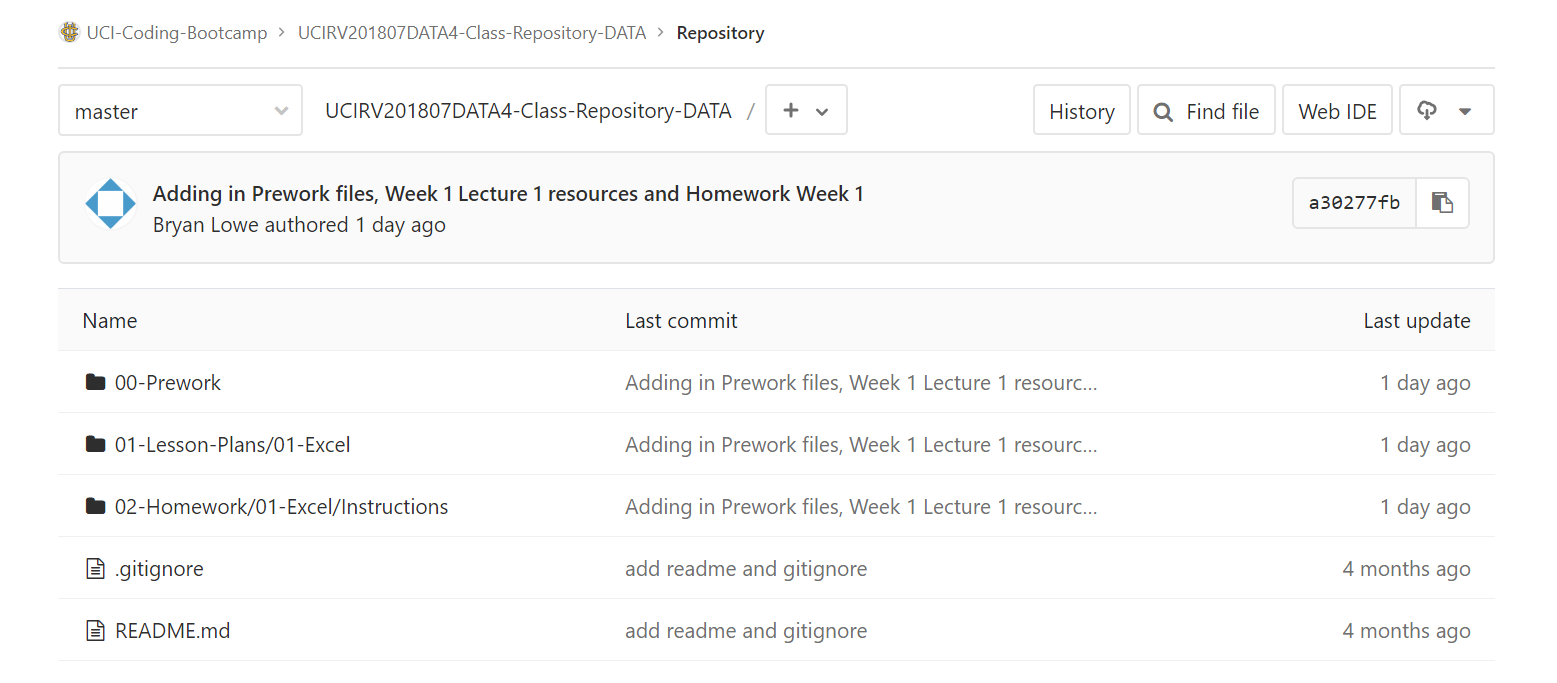 UCI-Coding-Bootcamp > UCIRV201807DATA4-Class-Repository-DATA > Repository
master UCIRV201807DATA4-Class-Repository-DATA / + History Find file Web IDE
Adding in Prework files, Week 1 Lecture 1 resources and Homework Week 1
Bryan Lowe authored 1 day ago
a30277fb
Name Last commit Last update
00-Prework Adding in Prework files, Week 1 Lecture 1 resourc... 1 day ago
01-Lesson-Plans/01-Excel Adding in Prework files, Week 1 Lecture 1 resourc... 1 day ago
02-Homework/01-Excel/Instructions Adding in Prework files, Week 1 Lecture 1 resourc... 1 day ago
.gitignore add readme and gitignore 4 months ago
README.md add readme and gitignore 4 months ago